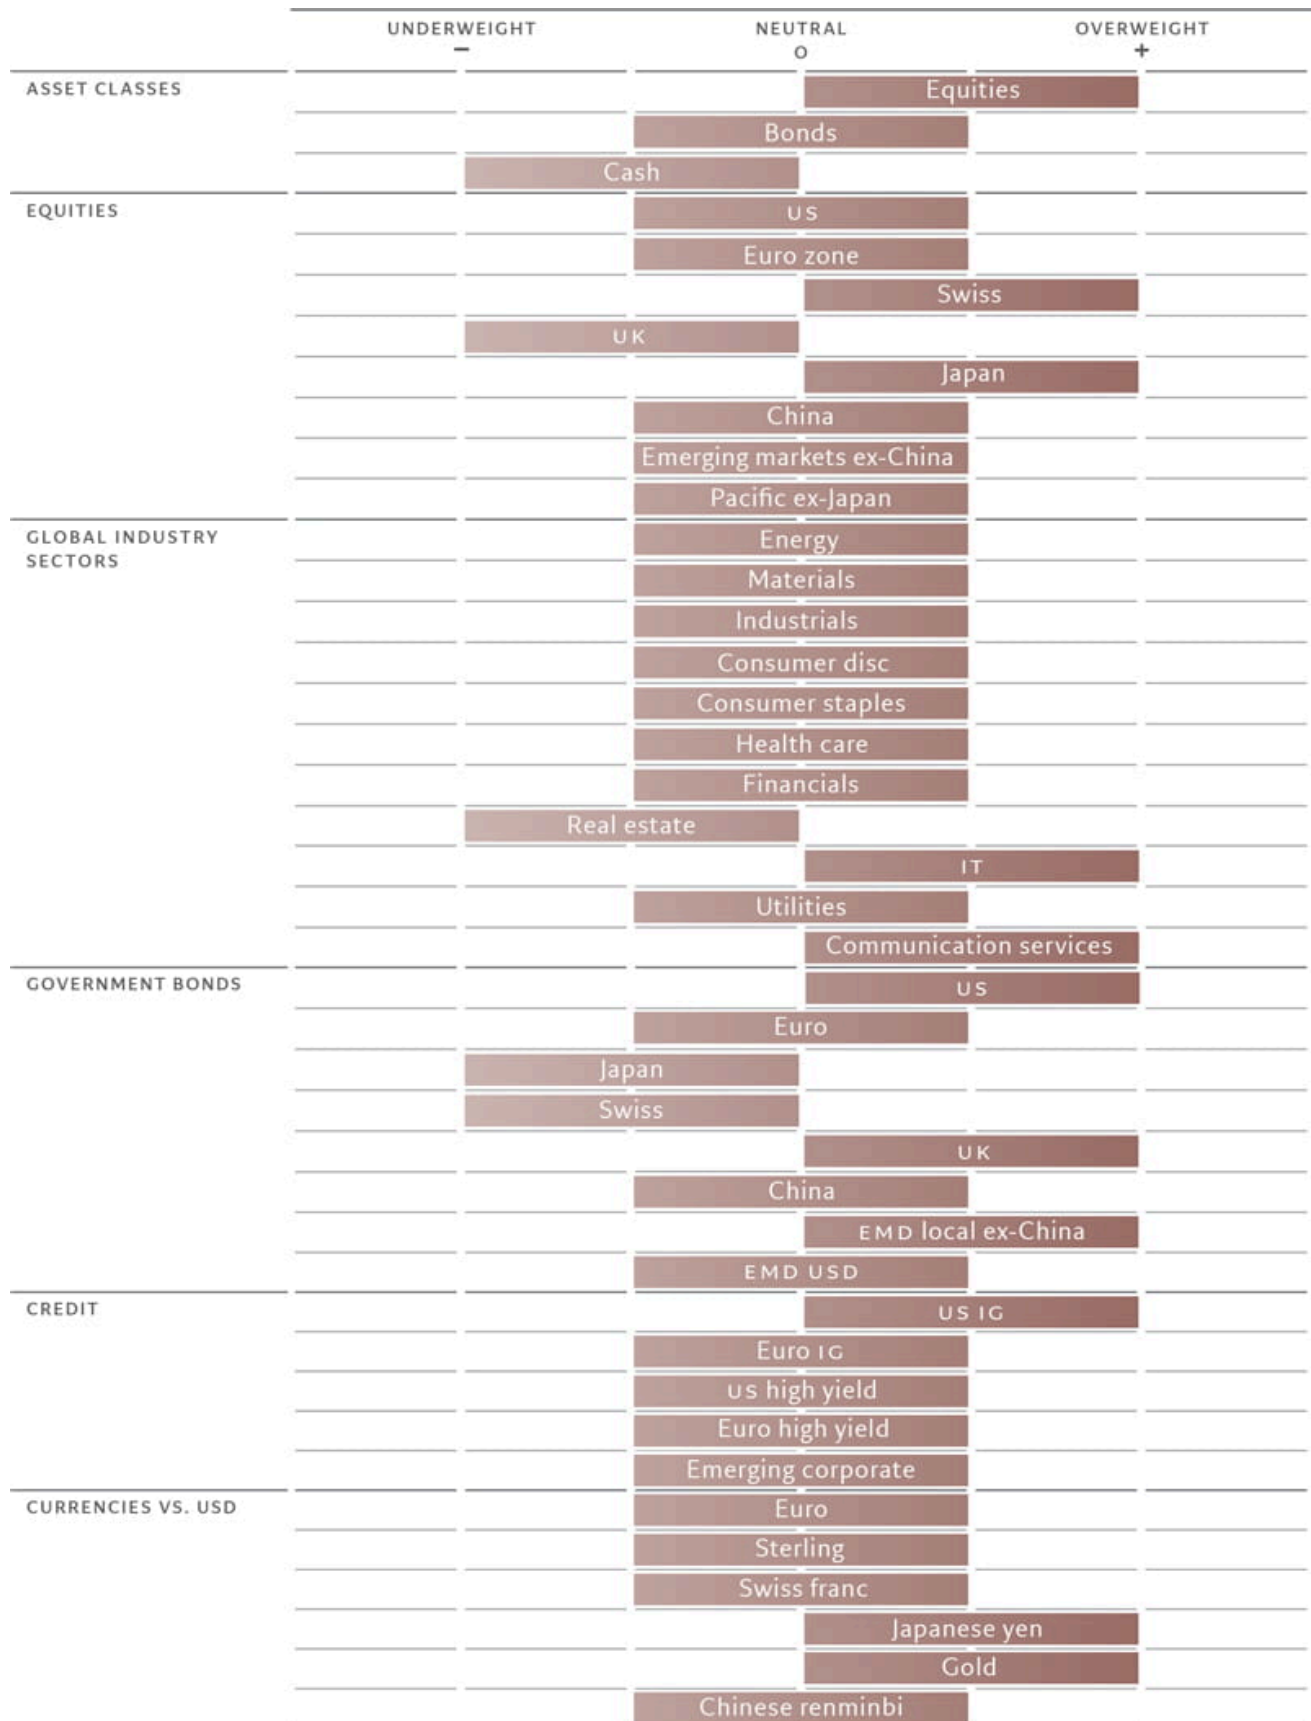 UNDERWEIGHT NEUTRAL OVERWEIGHT
− O +
ASSET CLASSES Equities
Bonds
Cash
EQUITIES US
Euro zone
Swiss
UK
Japan
China
Emerging markets ex-China
Pacific ex-Japan
GLOBAL INDUSTRY Energy
SECTORS
Materials
Industrials
Consumer disc
Consumer staples
Health care
Financials
Real estate
IT
Utilities
Communication services
GOVERNMENT BONDS US
Euro
Japan
Swiss
UK
China
EMD local ex-China
EMD USD
CREDIT US IG
Euro IG
US high yield
Euro high yield
Emerging corporate
CURRENCIES VS. USD Euro
Sterling
Swiss franc
Japanese yen
Gold
Chinese renminbi